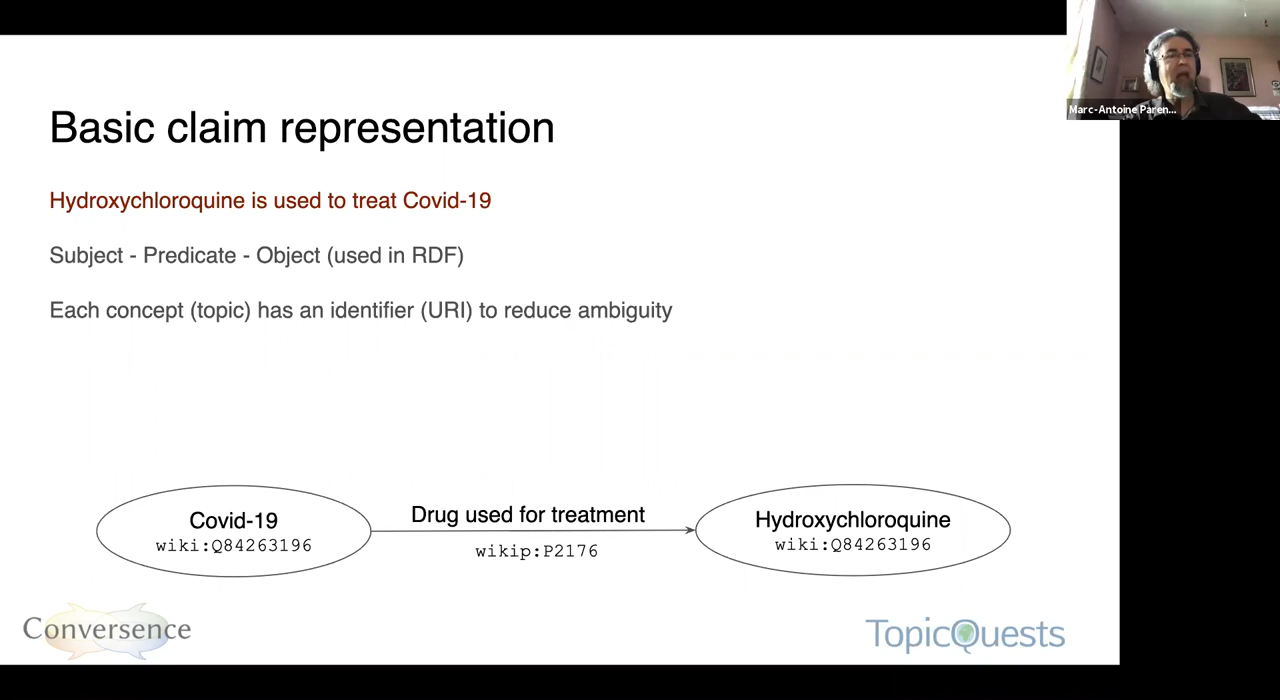 Marc-Antoine Paren...
Basic claim representation
Hydroxychloroquine is used to treat Covid-19
Subject - Predicate - Object (used in RDF)
Each concept (topic) has an identifier (URI) to reduce ambiguity
Covid-19
wiki:Q84263196
Drug used for treatment
wikip:P2176
Hydroxychloroquine
wiki:Q84263196
Conversence
TopicQuests